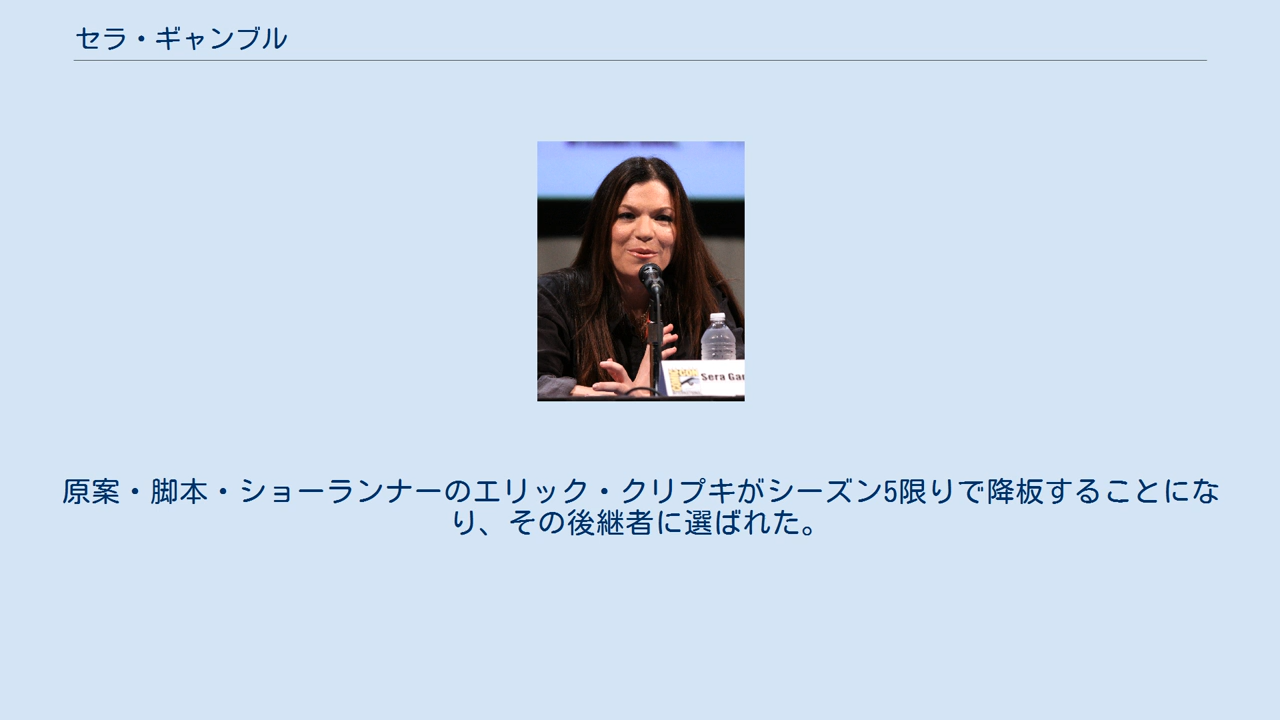 セラ・ギャンブル
Sera Gam
原案・脚本・ショーランナーのエリック・クリプキがシーズン5限りで降板することにな
り、その後継者に選ばれた。